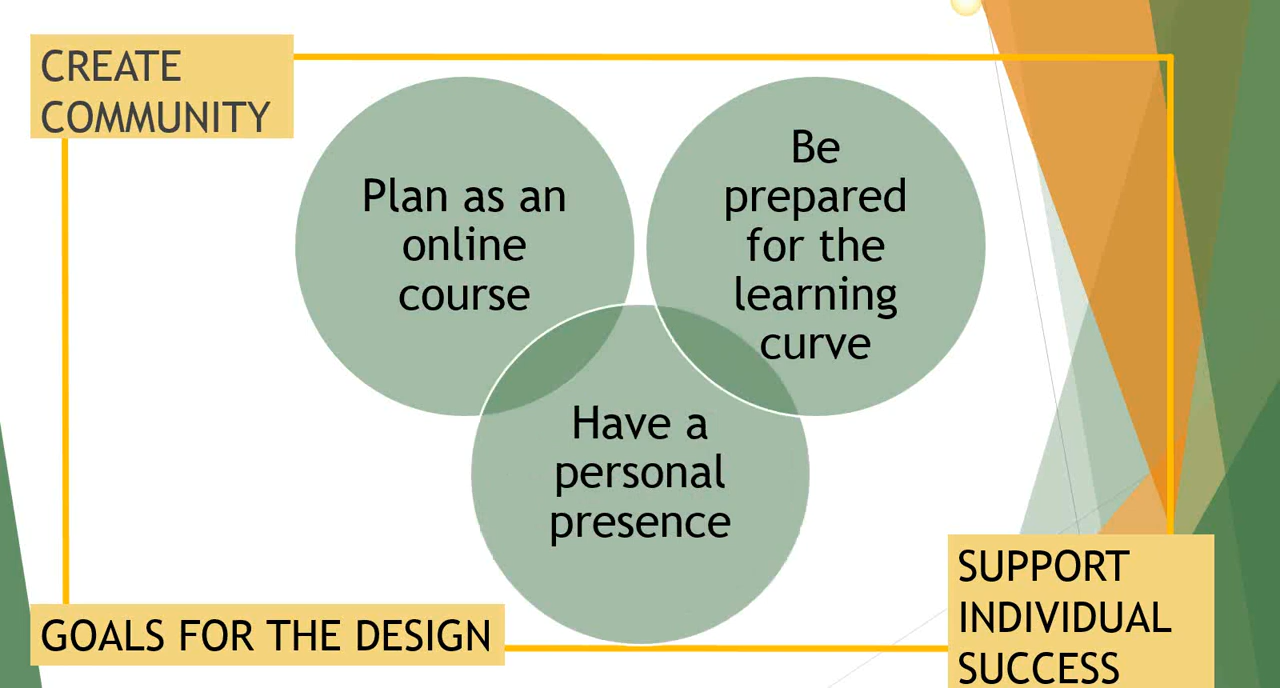 CREATE
COMMUNITY
Plan as an
online
course
Be
prepared
for the
learning
curve
Have a
personal
presence
GOALS FOR THE DESIGN
SUPPORT
INDIVIDUAL
SUCCESS